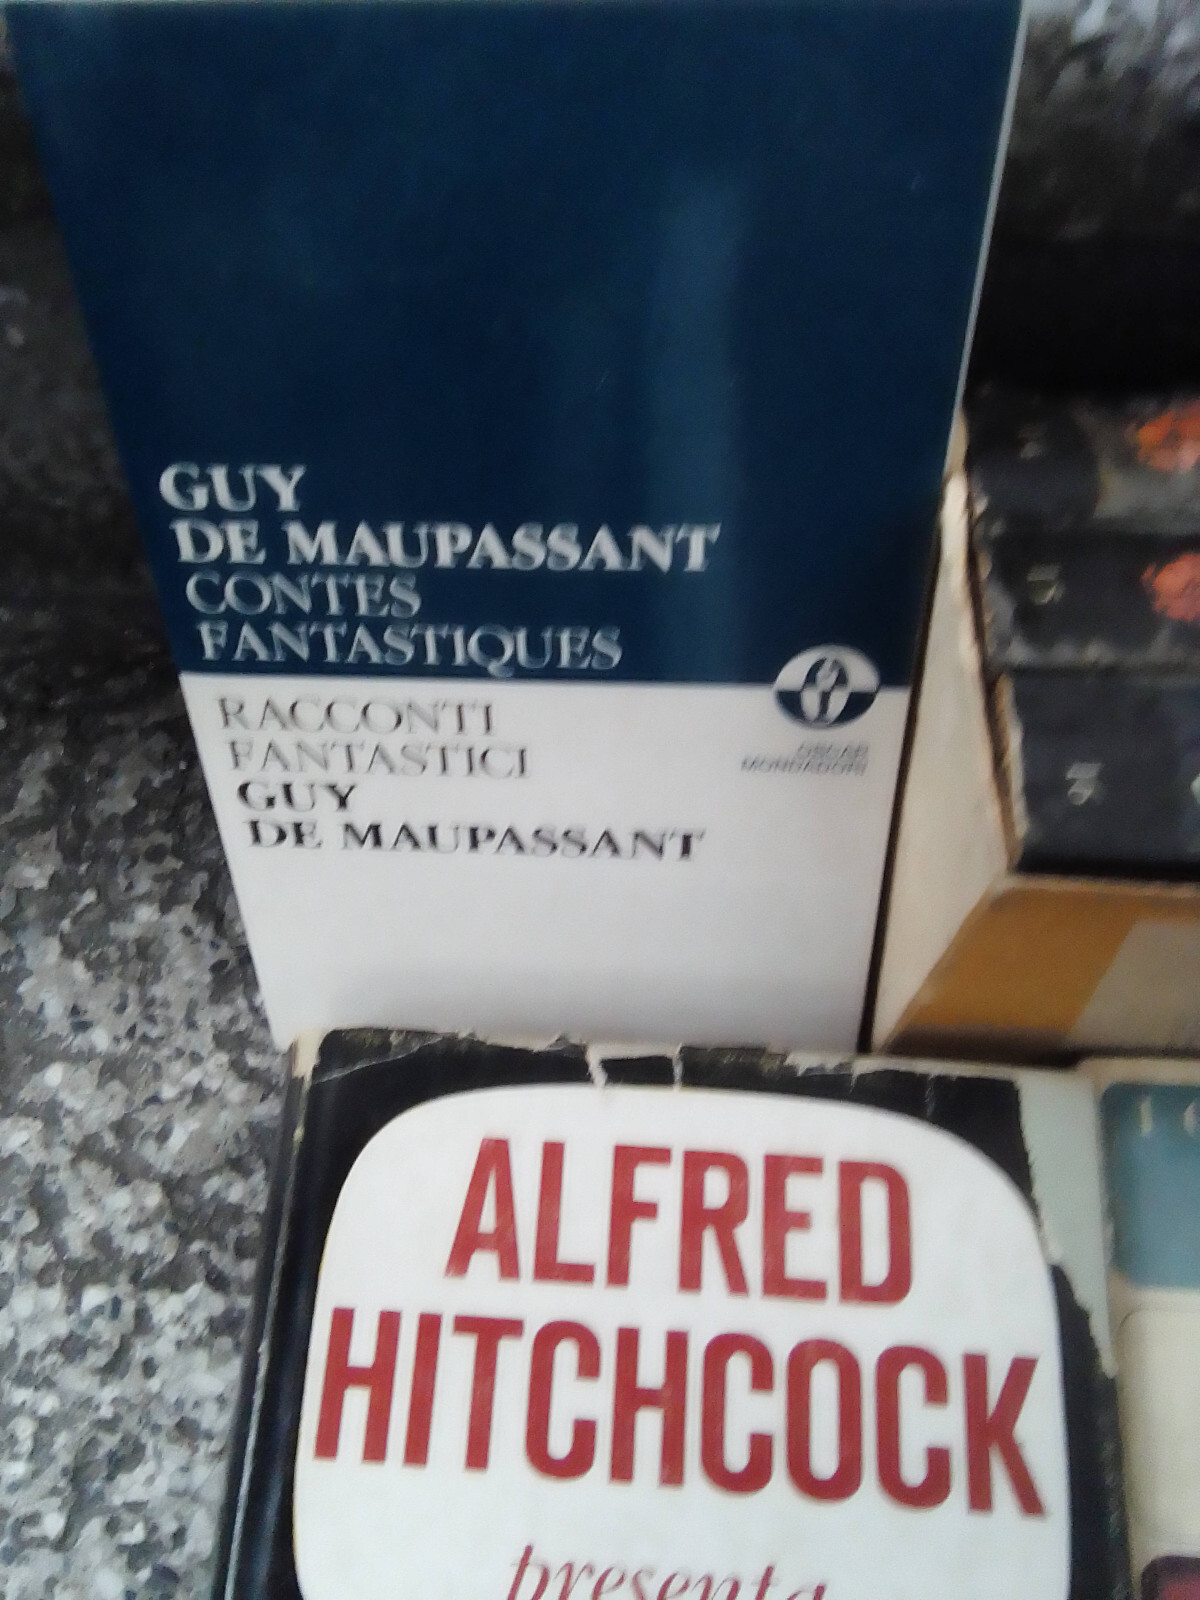 GUY
DE MAUPASSANT
CONTES
FANTASTIQUES
RACCONTI
FANTASTICI
GUY
DE MAUPASSANT
OSCAR
MONDADORI
ALFRED
HITCHCOCK
presenta